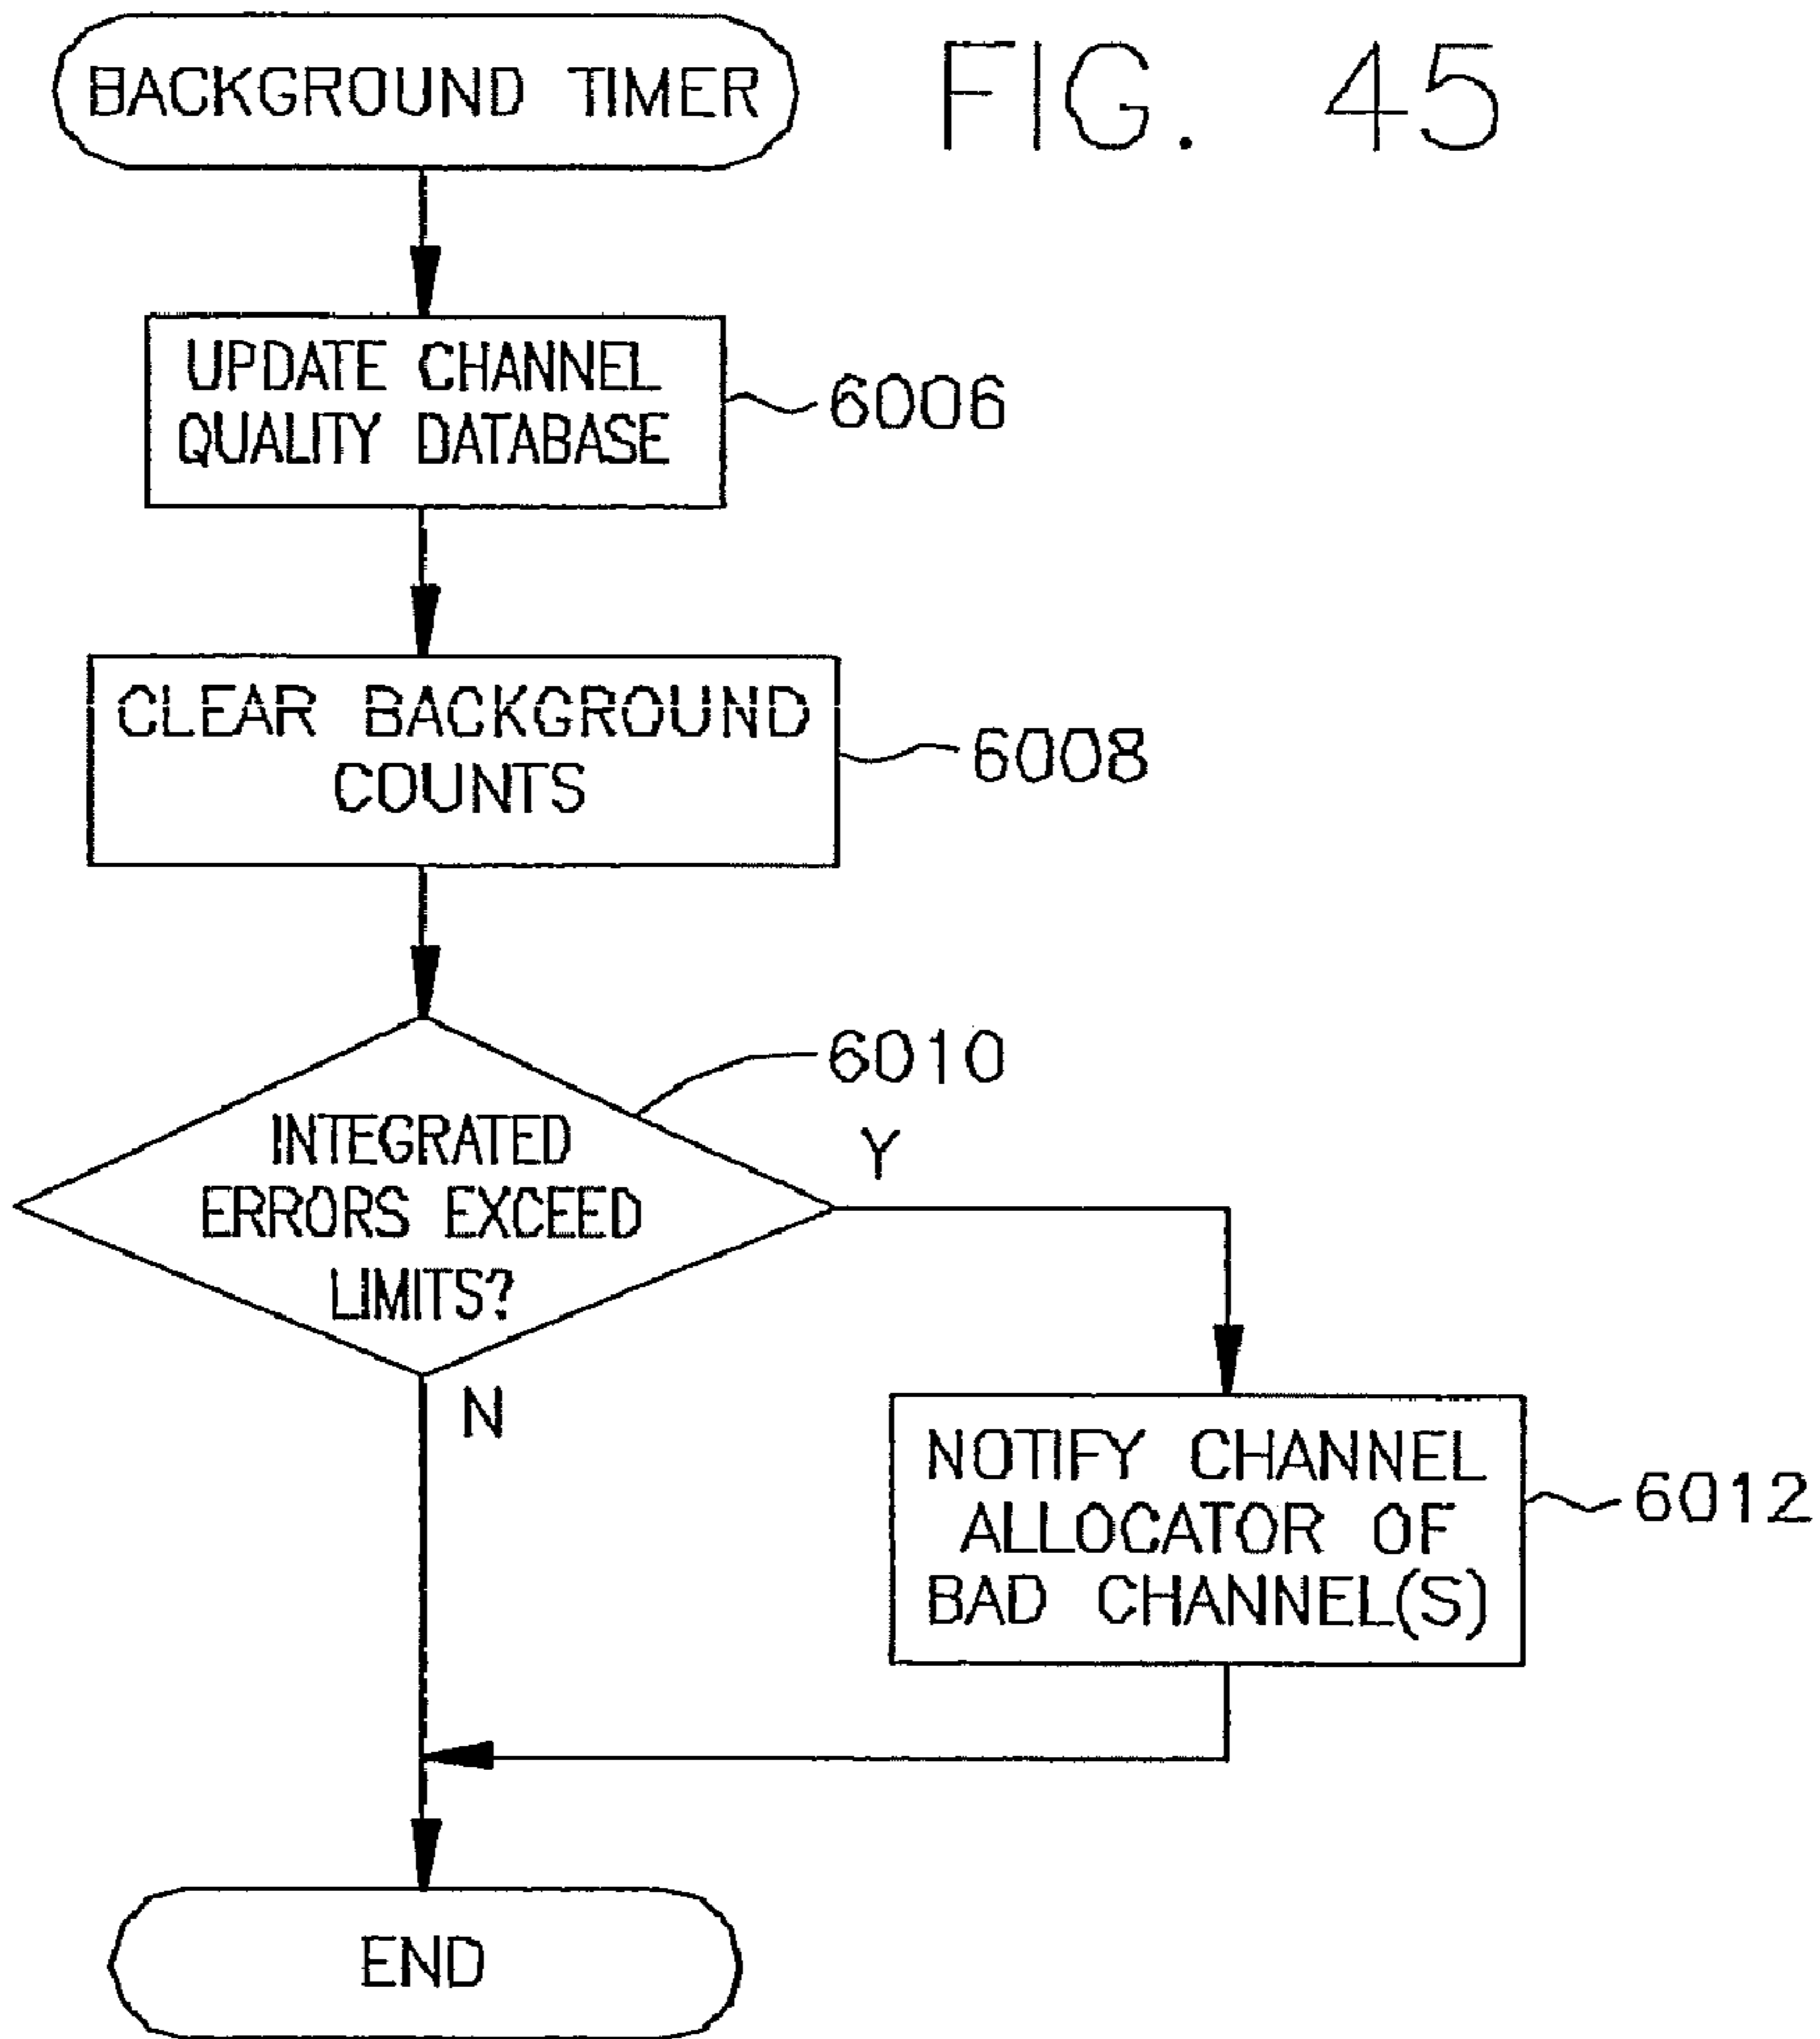 BACKGROUND TIMER
FIG. 45
UPDATE CHANNEL
QUALITY DATABASE
6006
CLEAR BACKGROUND
COUNTS
6008
6010
INTEGRATED
ERRORS EXCEED
LIMITS?
Y
N
NOTIFY CHANNEL
ALLOCATOR OF
BAD CHANNEL(S)
6012
END